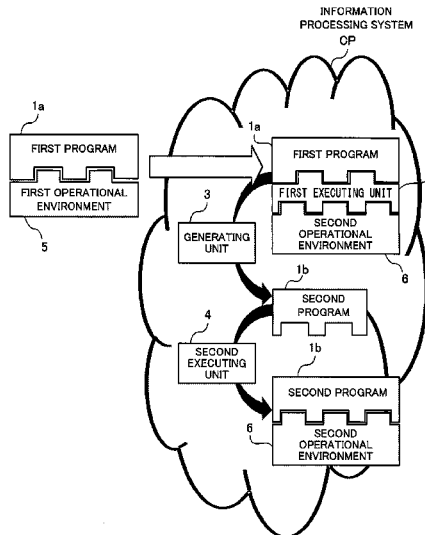 INFORMATION
PROCESSING SYSTEM
CP
1a
FIRST PROGRAM
FIRST OPERATIONAL
ENVIRONMENT
5
1a
FIRST PROGRAM
FIRST EXECUTING UNIT
SECOND
OPERATIONAL
ENVIRONMENT
6
3
GENERATING
UNIT
1b
SECOND
PROGRAM
4
SECOND
EXECUTING
UNIT
1b
SECOND PROGRAM
6
SECOND
OPERATIONAL
ENVIRONMENT